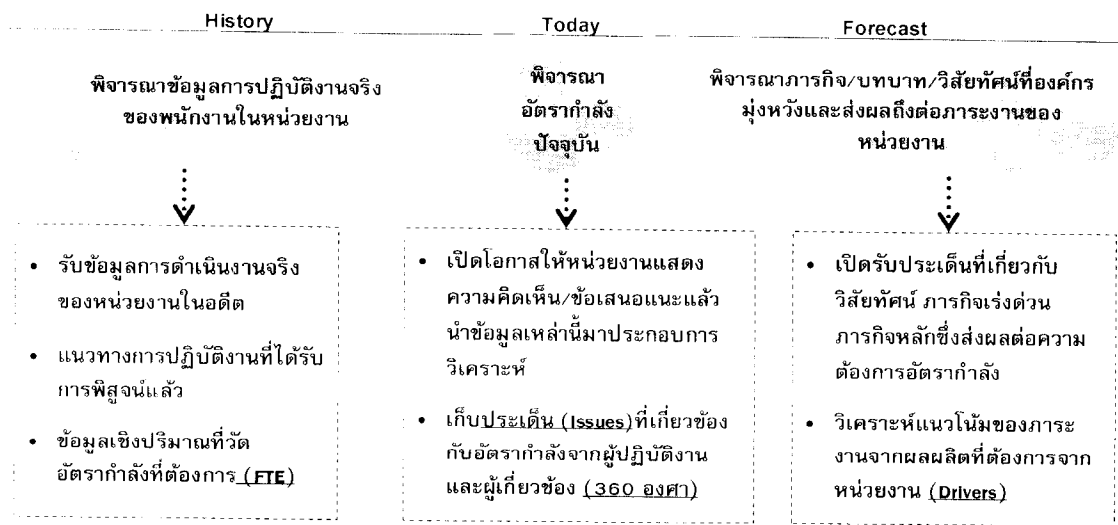 History
Today
Forecast
พิจารณาข้อมูลการปฏิบัติงานจริง
ของพนักงานในหน่วยงาน
พิจารณา
อัตรากำลัง
ปัจจุบัน
พิจารณาภารกิจ/บทบาท/วิสัยทัศน์ที่องค์กร
มุ่งหวังและส่งผลถึงต่อภาระงานของ
หน่วยงาน
• รับข้อมูลการดำเนินงานจริง
ของหน่วยงานในอดีต
• แนวทางการปฏิบัติงานที่ได้รับ
การพิสูจน์แล้ว
• ข้อมูลเชิงปริมาณที่วัด
อัตรากำลังที่ต้องการ (FTE)
• เปิดโอกาสให้หน่วยงานแสดง
ความคิดเห็น/ข้อเสนอแนะแล้ว
นำข้อมูลเหล่านี้มาประกอบการ
วิเคราะห์
• เก็บประเด็น (Issues)ที่เกี่ยวข้อง
กับอัตรากำลังจากผู้ปฏิบัติงาน
และผู้เกี่ยวข้อง (360 องศา)
• เปิดรับประเด็นที่เกี่ยวกับ
วิสัยทัศน์ ภารกิจเร่งด่วน
ภารกิจหลักซึ่งส่งผลต่อความ
ต้องการอัตรากำลัง
• วิเคราะห์แนวโน้มของภาระ
งานจากผลผลิตที่ต้องการจาก
หน่วยงาน (Drivers)